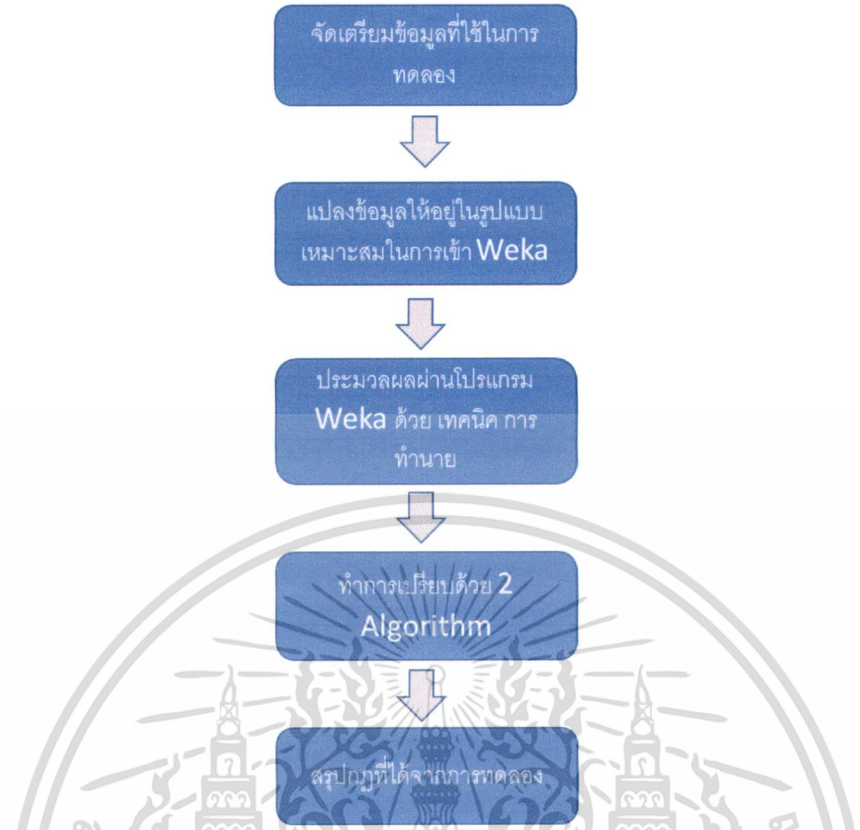 จัดเตรียมข้อมูลที่ใช้ในการ
ทดลอง
แปลงข้อมูลให้อยู่ในรูปแบบ
เหมาะสมในการเข้า Weka
ประมวลผลผ่านโปรแกรม
Weka ด้วย เทคนิค การ
ทำนาย
ทำการเปรียบด้วย 2
Algorithm
สรุปกฎที่ได้จากการทดลอง